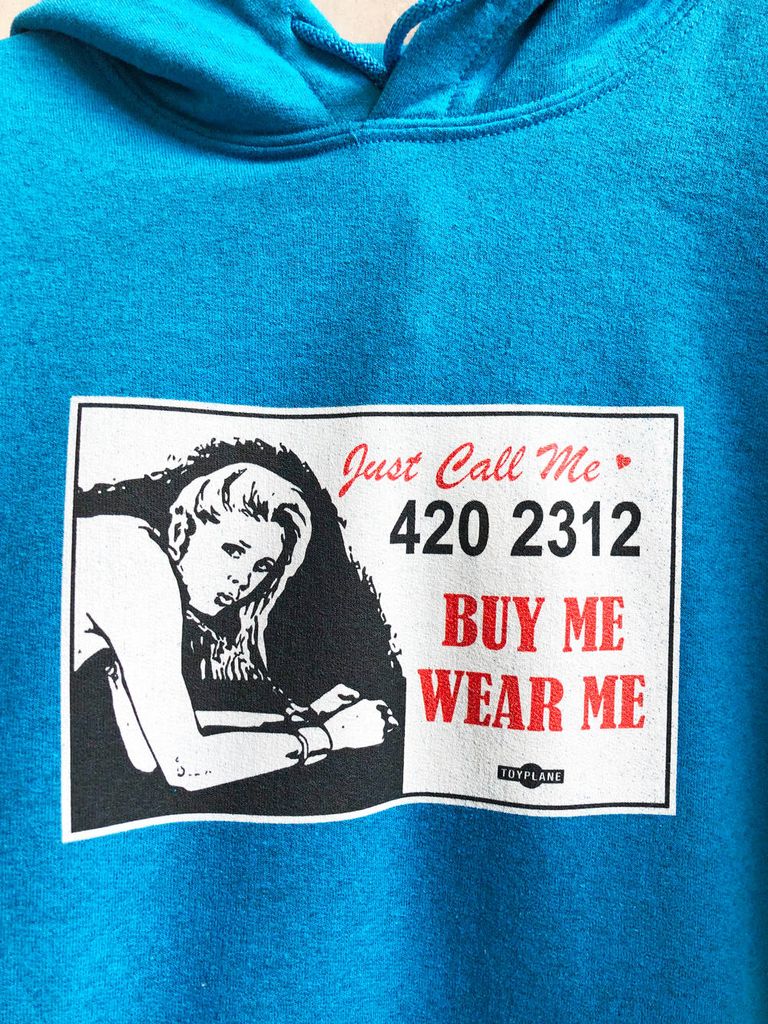 Just Call Me
420 2312
BUY ME
WEAR ME
TOYPLANE